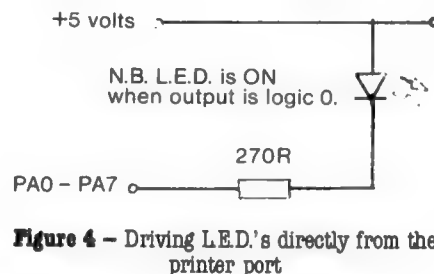 +5 volts
N.B. L.E.D. is ON
when output is logic 0.
270R
PA0 – PA7
Figure 4 – Driving L.E.D.'s directly from the
printer port